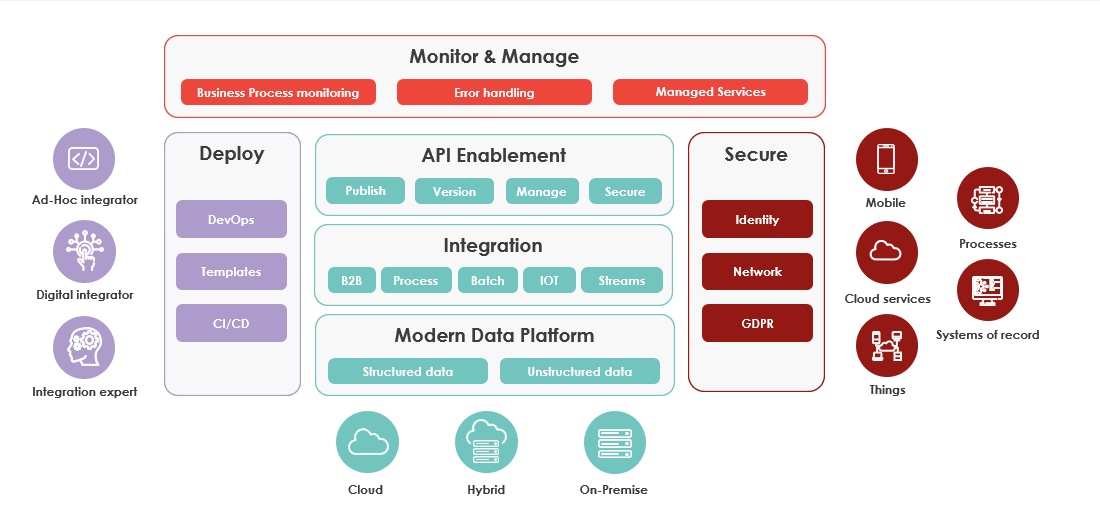 Monitor & Manage
Business Process monitoring
Error handling
Managed Services
Ad-Hoc integrator
Digital integrator
Integration expert
Deploy
DevOps
Templates
CI/CD
API Enablement
Publish
Version
Manage
Secure
Integration
B2B
Process
Batch
IOT
Streams
Modern Data Platform
Structured data
Unstructured data
Secure
Identity
Network
GDPR
Mobile
Cloud services
Things
Processes
Systems of record
Cloud
Hybrid
On-Premise